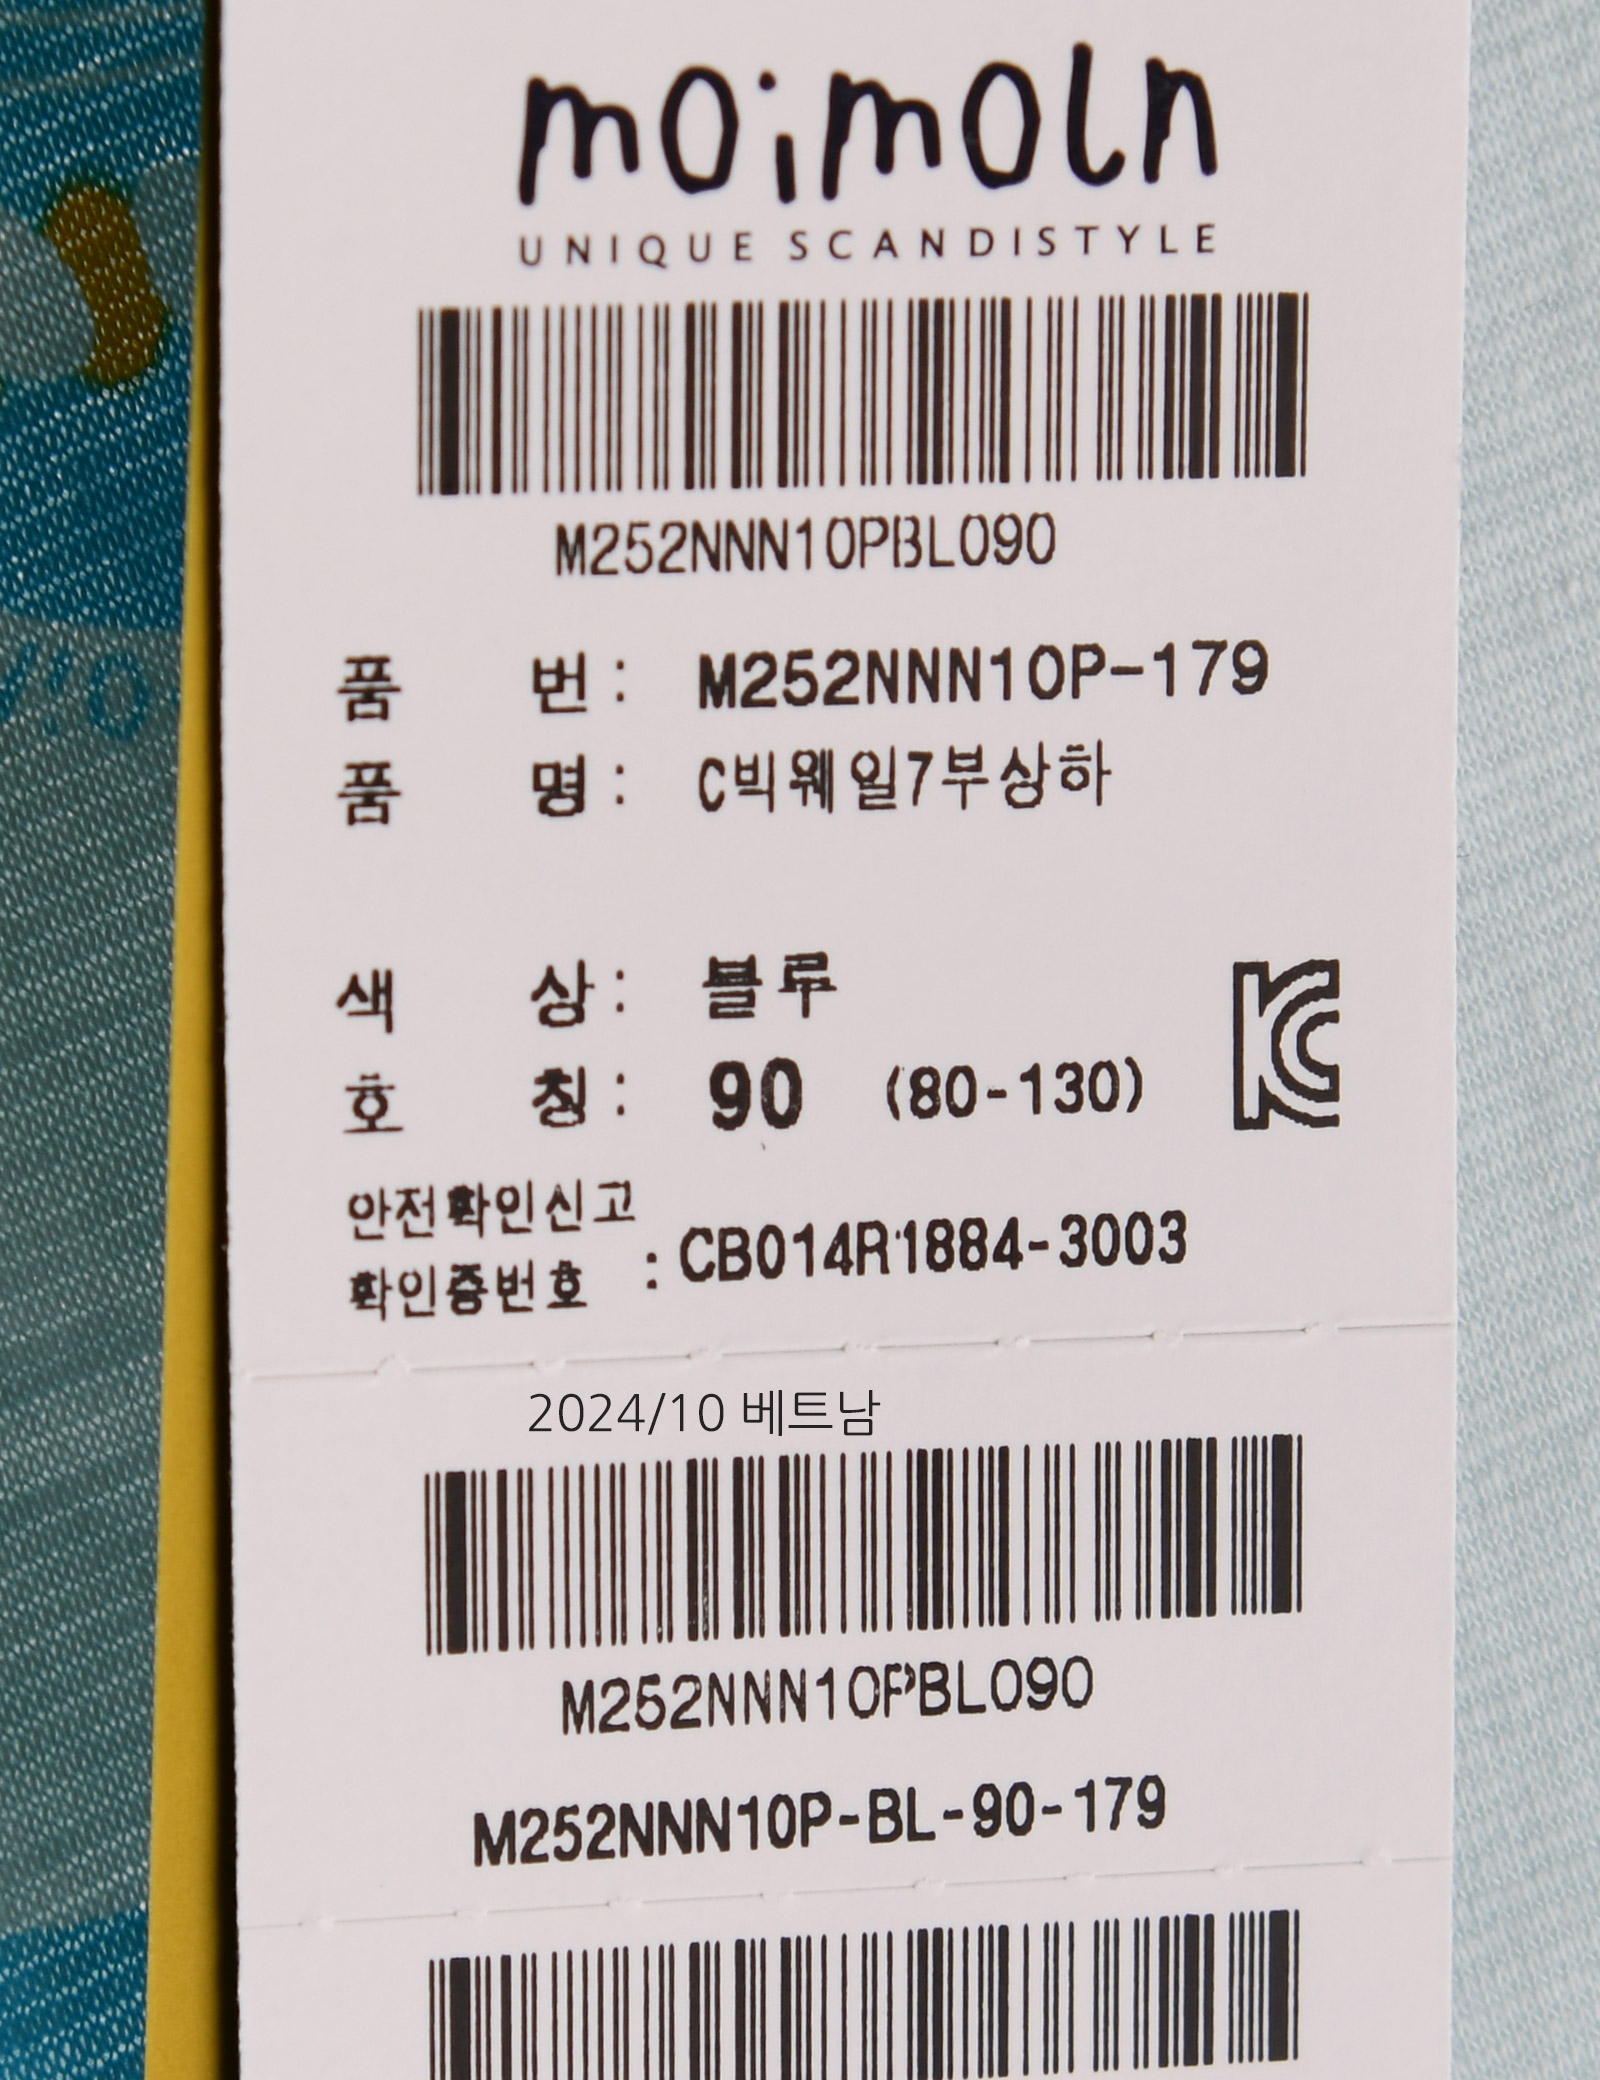 moimoln
UNIQUE SCANDISTYLE
M252NNN10PBL090
품 번 : M252NNN10P-179
품 명 : C빅웨일7부상하
색 상 : 블루
호 칭 : 90 (80-130)
안전확인신고
확인증번호 : CB014R1884-3003
2024/10 베트남
M252NNN10PBL090
M252NNN10P-BL-90-179